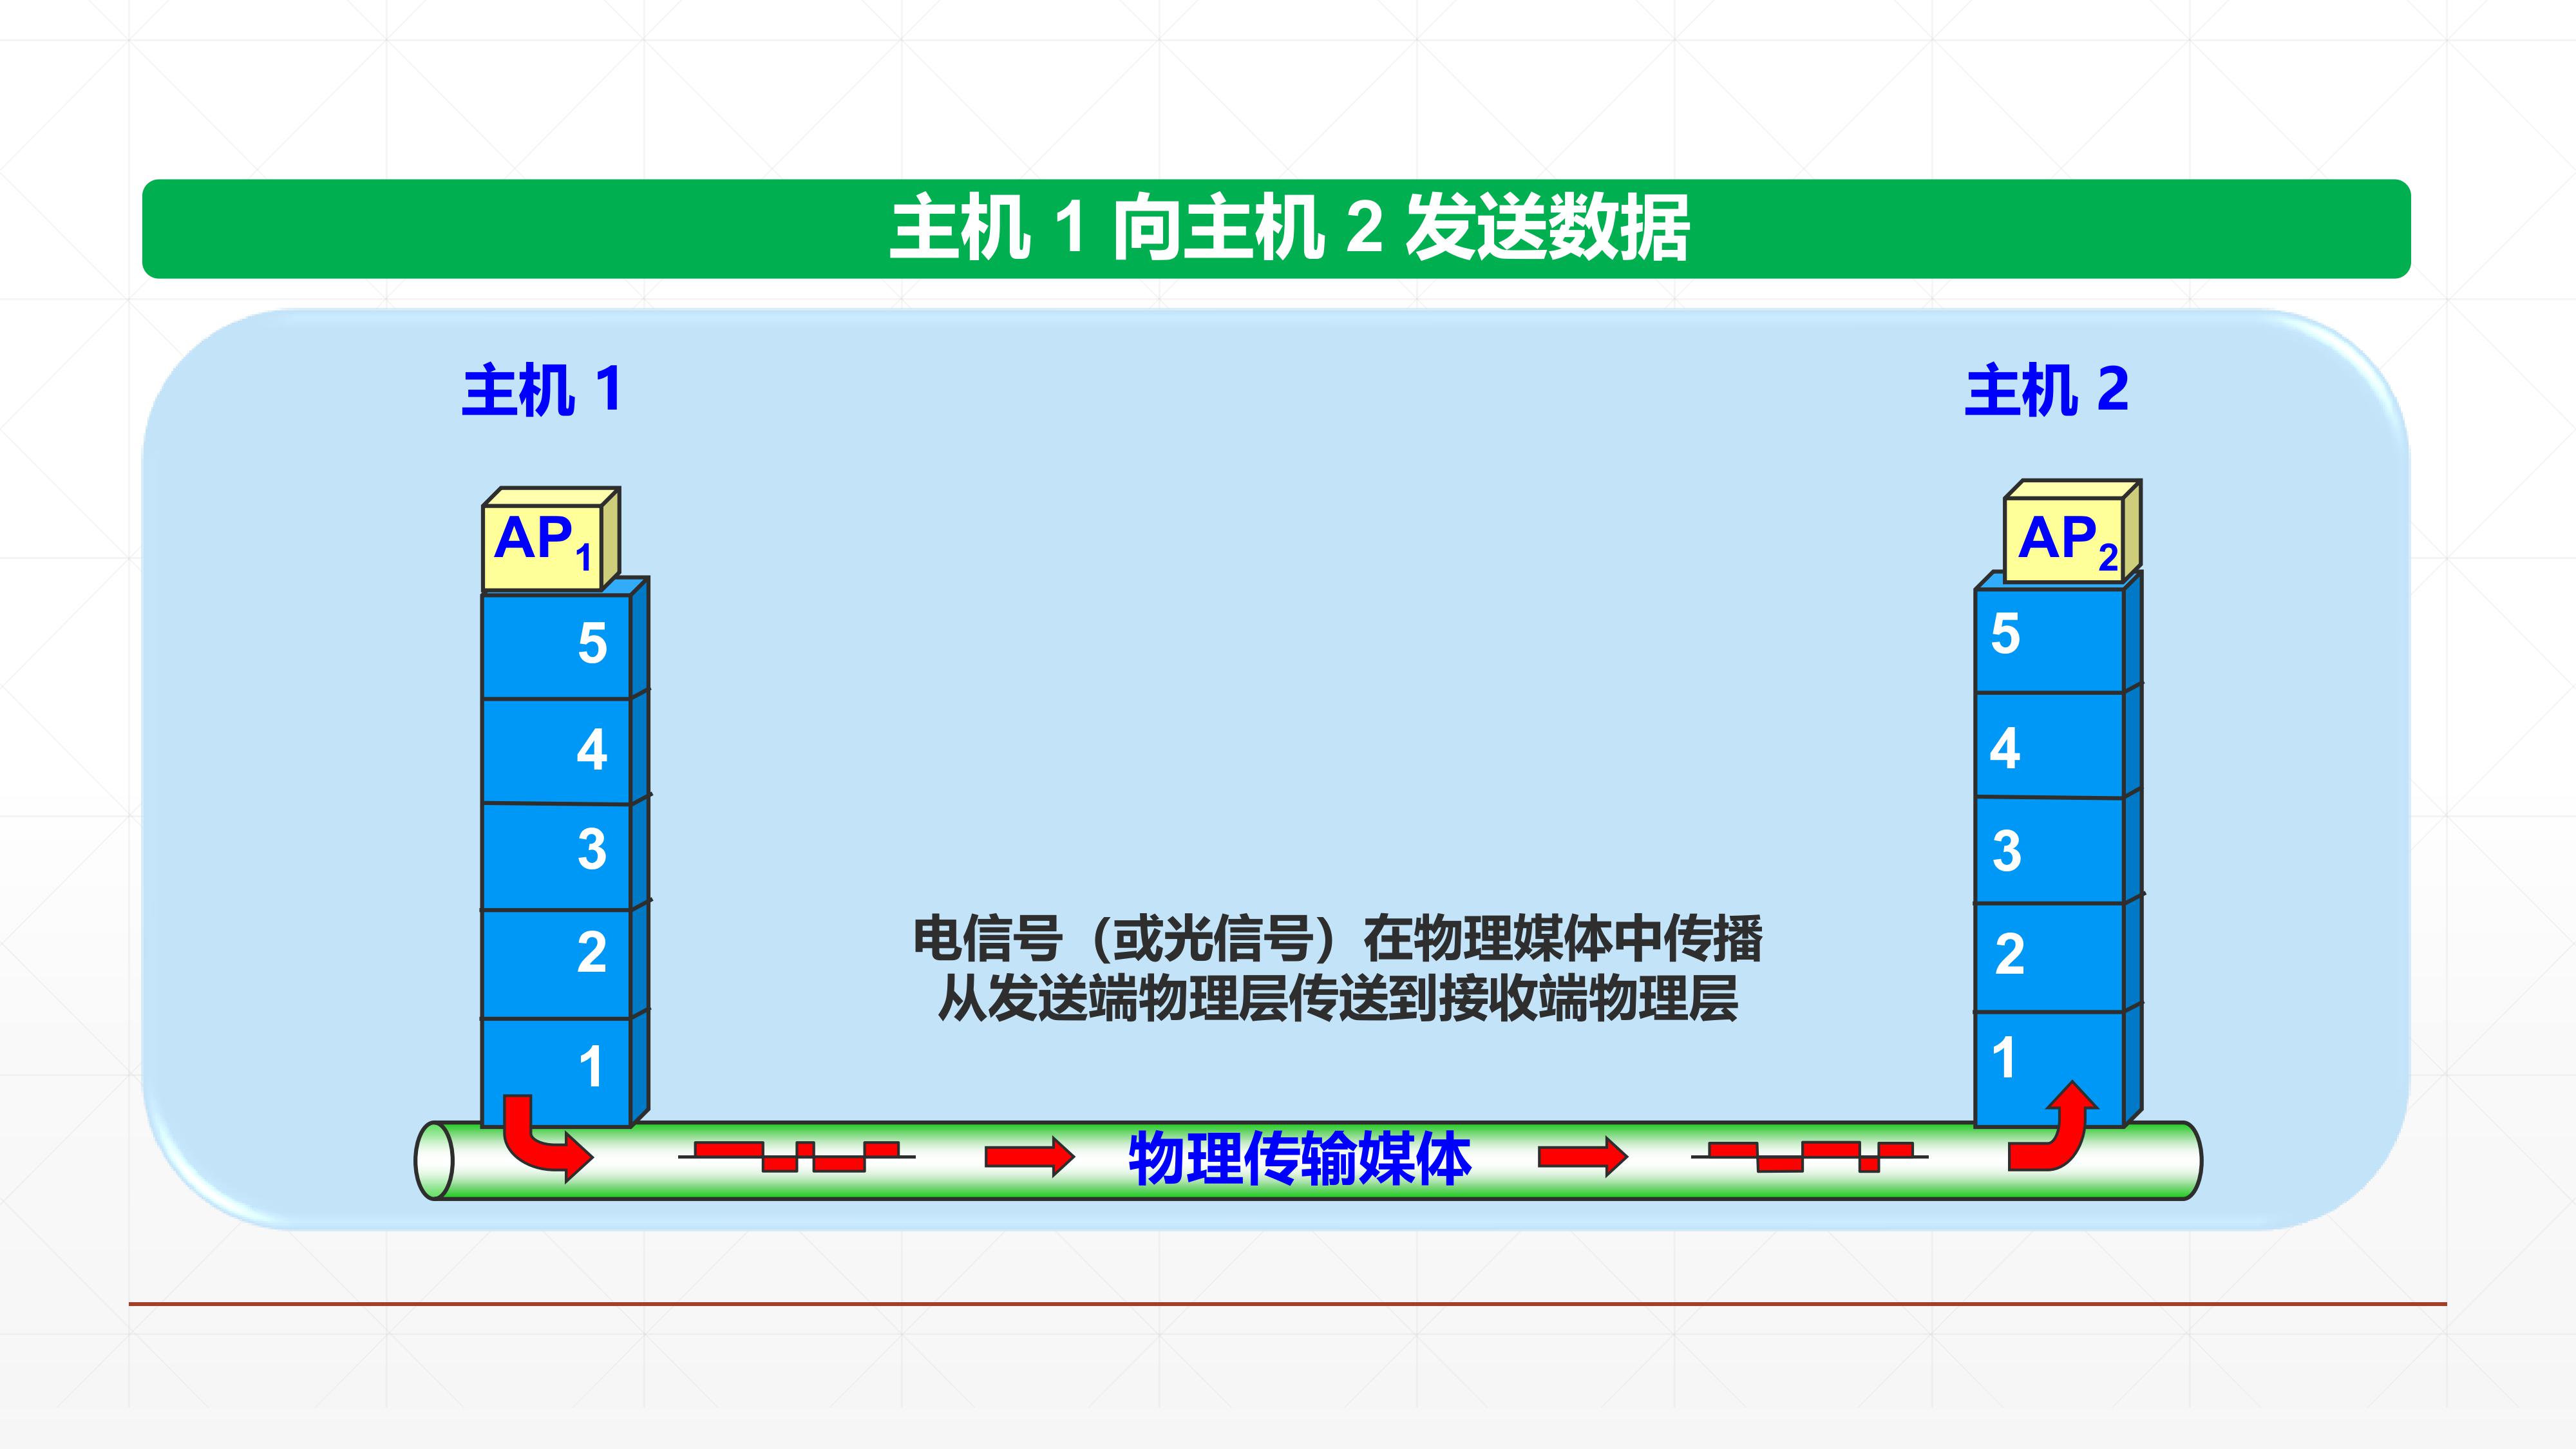 主机 1 向主机 2 发送数据
主机 1
主机 2
AP1
AP2
5
5
4
4
3
3
电信号（或光信号）在物理媒体中传播
从发送端物理层传送到接收端物理层
2
2
1
1
物理传输媒体